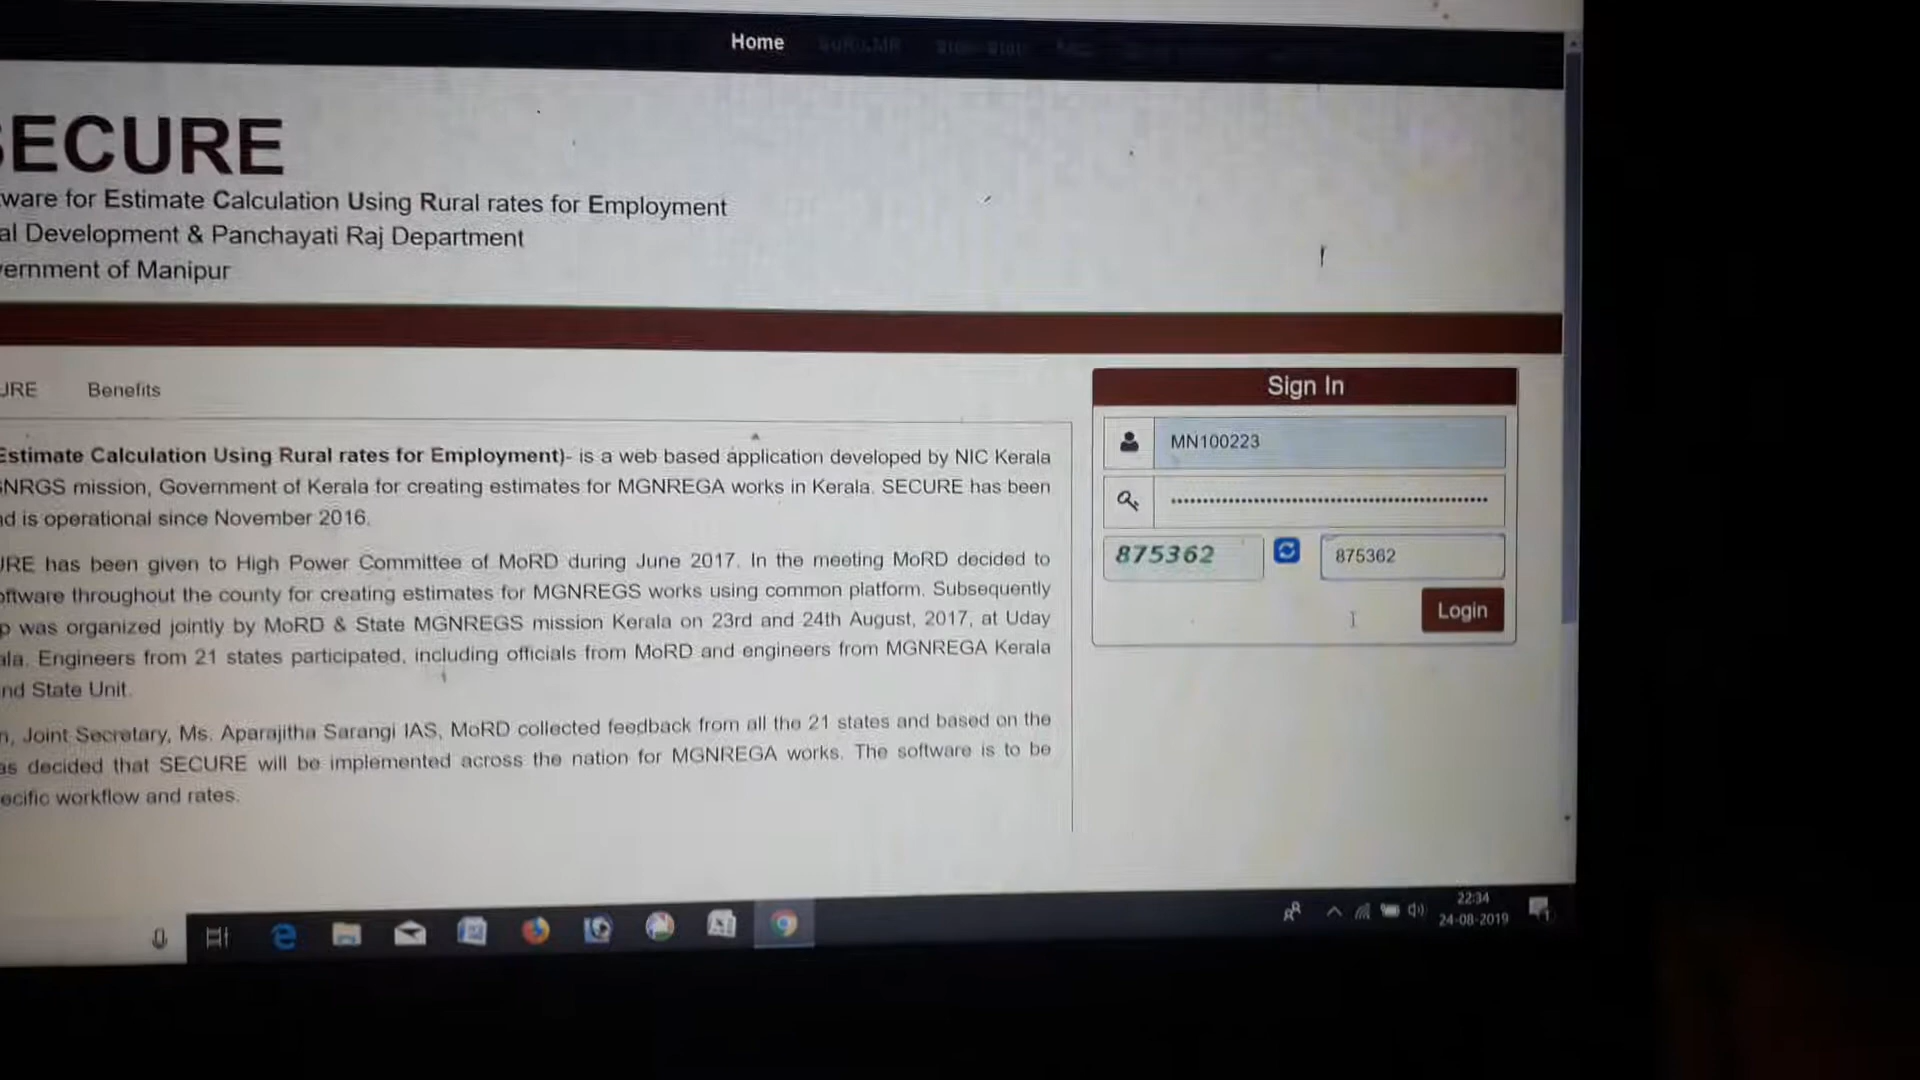 Home
SECURE
ware for Estimate Calculation Using Rural rates for Employment
al Development & Panchayati Raj Department
ernment of Manipur
URE Benefits
Estimate Calculation Using Rural rates for Employment)- is a web based application developed by NIC Kerala
GNRGS mission, Government of Kerala for creating estimates for MGNREGA works in Kerala. SECURE has been
nd is operational since November 2016.
URE has been given to High Power Committee of MoRD during June 2017. In the meeting MoRD decided to
oftware throughout the county for creating estimates for MGNREGS works using common platform. Subsequently
p was organized jointly by MoRD & State MGNREGS mission Kerala on 23rd and 24th August, 2017, at Uday
ala. Engineers from 21 states participated, including officials from MoRD and engineers from MGNREGA Kerala
nd State Unit.
n, Joint Secretary, Ms. Aparajitha Sarangi IAS, MoRD collected feedback from all the 21 states and based on the
as decided that SECURE will be implemented across the nation for MGNREGA works. The software is to be
ecific workflow and rates.
Sign In
MN100223
875362 875362
Login
22:34
24-08-2019